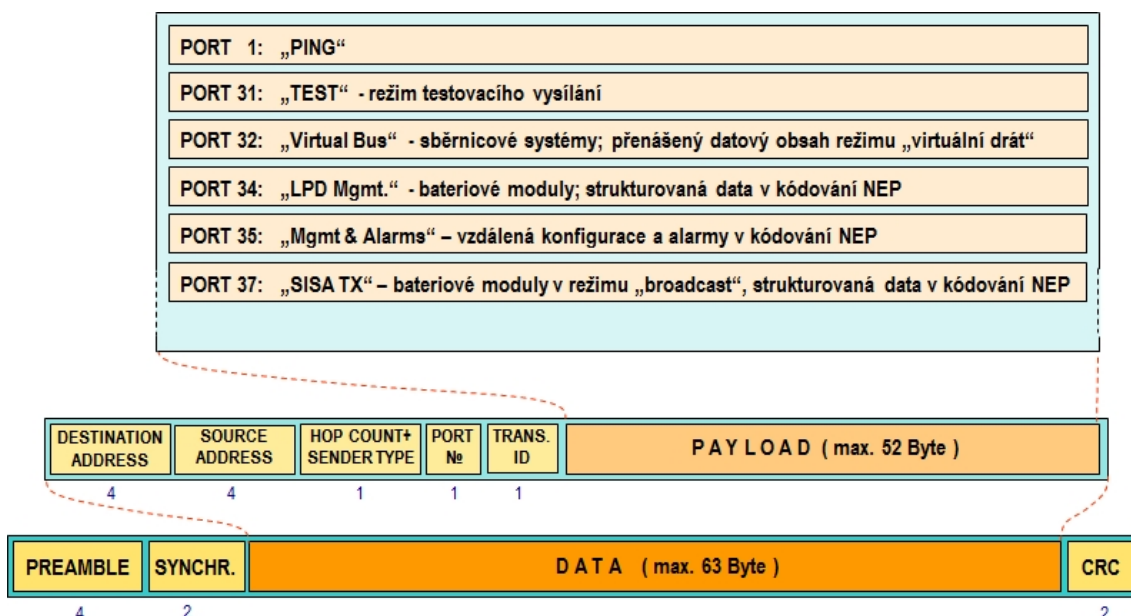 PORT 1: „PING“
PORT 31: „TEST“ - režim testovacího vysílání
PORT 32: „Virtual Bus“ - sběrnicové systémy; přenášený datový obsah režimu „virtuální drát“
PORT 34: „LPD Mgmt.“ - bateriové moduly; strukturovaná data v kódování NEP
PORT 35: „Mgmt & Alarms“ – vzdálená konfigurace a alarmy v kódování NEP
PORT 37: „SISA TX“ – bateriové moduly v režimu „broadcast“, strukturovaná data v kódování NEP
DESTINATION
ADDRESS
SOURCE
ADDRESS
HOP COUNT+
SENDER TYPE
PORT
№
TRANS.
ID
PAYLOAD ( max. 52 Byte )
4
4
1
1
1
PREAMBLE
SYNCHR.
DATA ( max. 63 Byte )
CRC
4
2
2